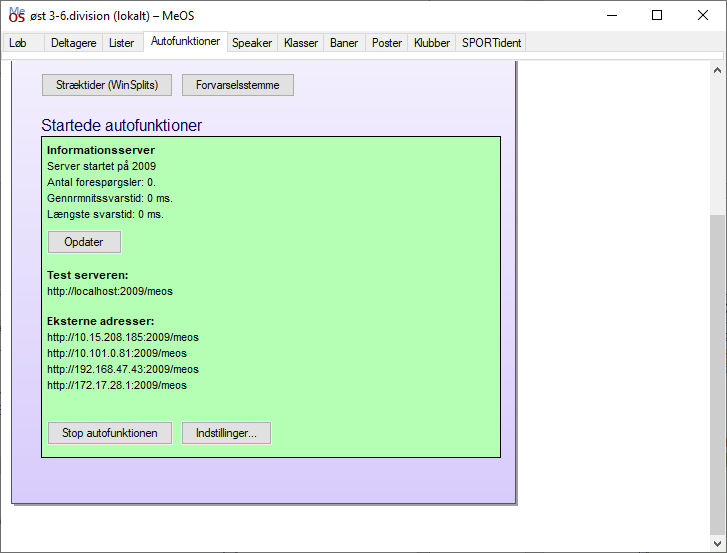 MeOS øst 3-6.division (lokalt) – MeOS
Løb Deltagere Lister Autofunktioner Speaker Klasser Baner Poster Klubber SPORTident
Stræktider (WinSplits) Forvarselsstemme
Startede autofunktioner
Informationsserver
Server startet på 2009
Antal forespørgsler: 0.
Gennrmnitssvarstid: 0 ms.
Længste svarstid: 0 ms.
Opdater
Test serveren:
http://localhost:2009/meos
Eksterne adresser:
http://10.15.208.185:2009/meos
http://10.101.0.81:2009/meos
http://192.168.47.43:2009/meos
http://172.17.28.1:2009/meos
Stop autofunktionen Indstillinger...